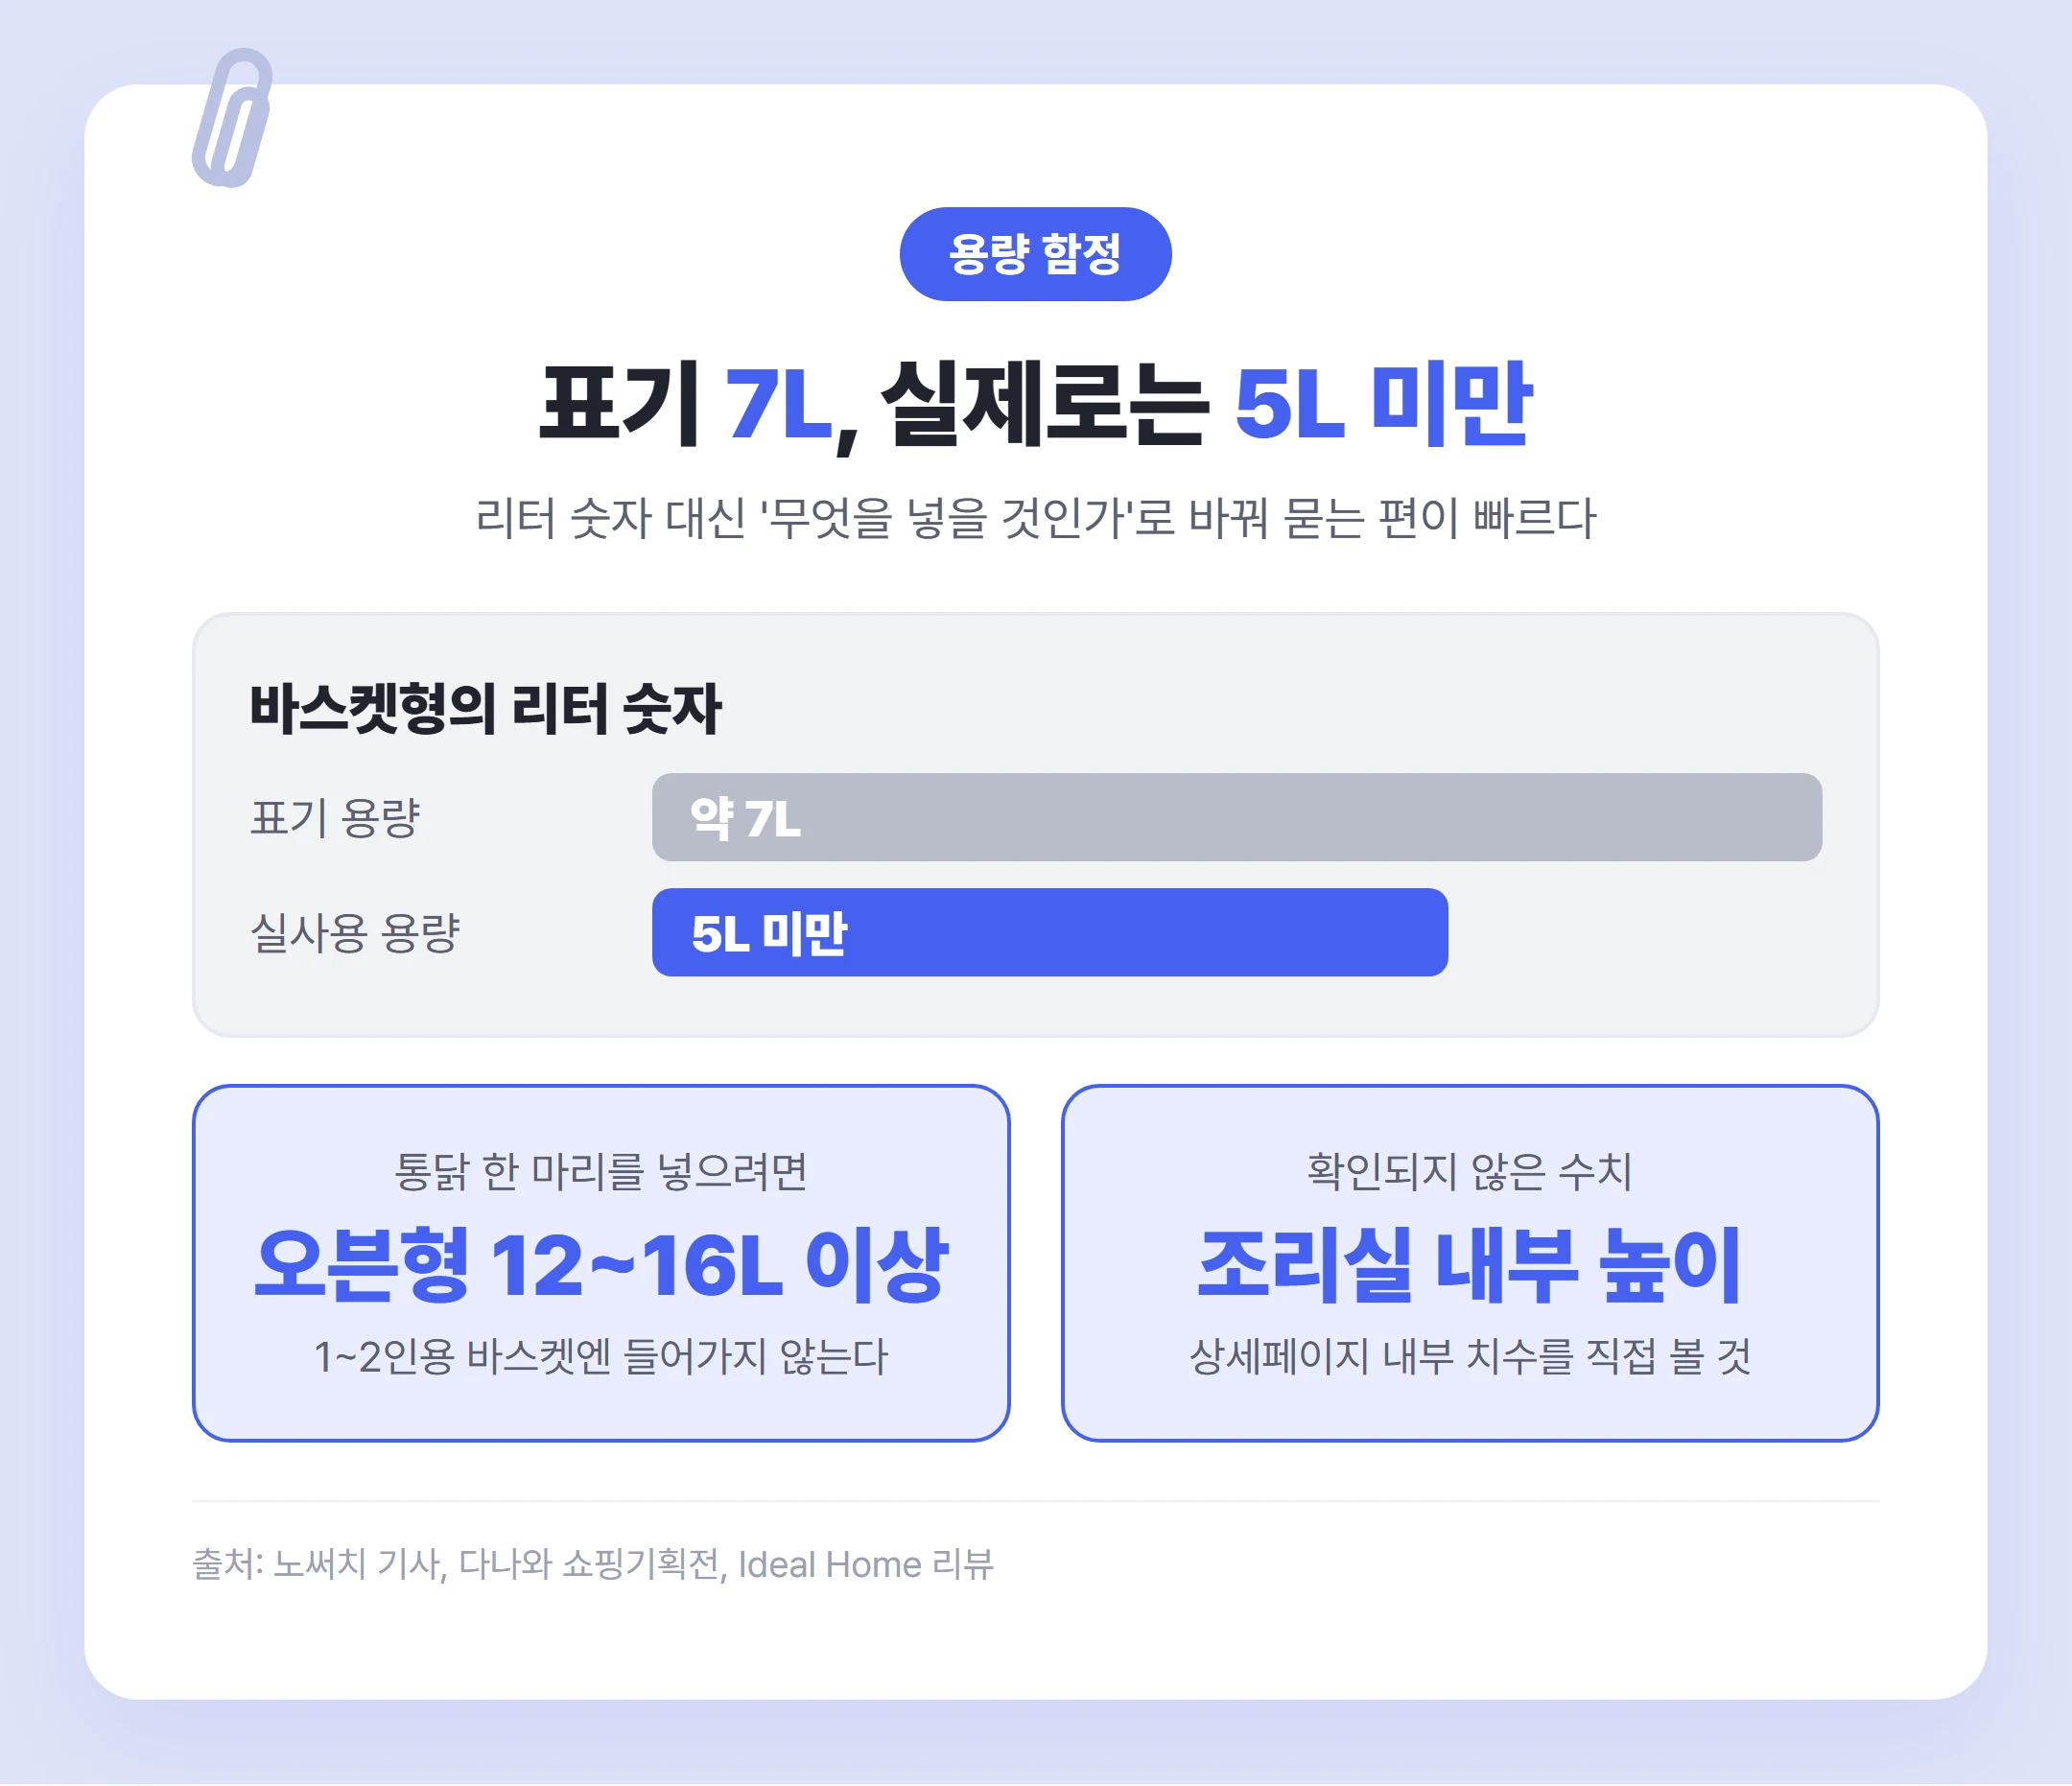 용량 함정
표기 7L, 실제로는 5L 미만
리터 숫자 대신 '무엇을 넣을 것인가'로 바꿔 묻는 편이 빠르다
바스켓형의 리터 숫자
표기 용량
약 7L
실사용 용량
5L 미만
통닭 한 마리를 넣으려면
오븐형 12~16L 이상
1~2인용 바스켓엔 들어가지 않는다
확인되지 않은 수치
조리실 내부 높이
상세페이지 내부 치수를 직접 볼 것
출처: 노써치 기사, 다나와 쇼핑기획전, Ideal Home 리뷰